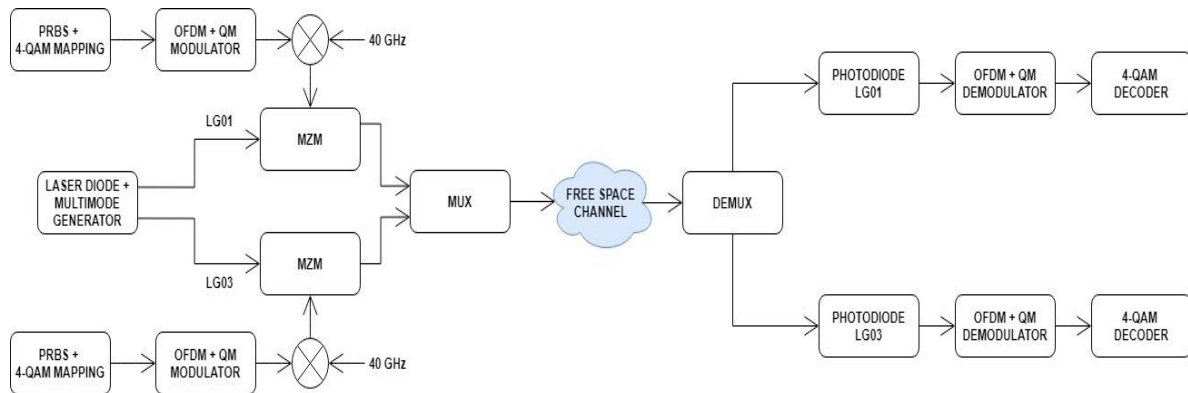 PRBS +
4-QAM MAPPING
OFDM + QM
MODULATOR
40 GHz
LG01
MZM
LASER DIODE +
MULTIMODE
GENERATOR
MUX
LG03
MZM
PRBS +
4-QAM MAPPING
OFDM + QM
MODULATOR
40 GHz
FREE SPACE
CHANNEL
DEMUX
PHOTODIODE
LG01
OFDM + QM
DEMODULATOR
4-QAM
DECODER
PHOTODIODE
LG03
OFDM + QM
DEMODULATOR
4-QAM
DECODER